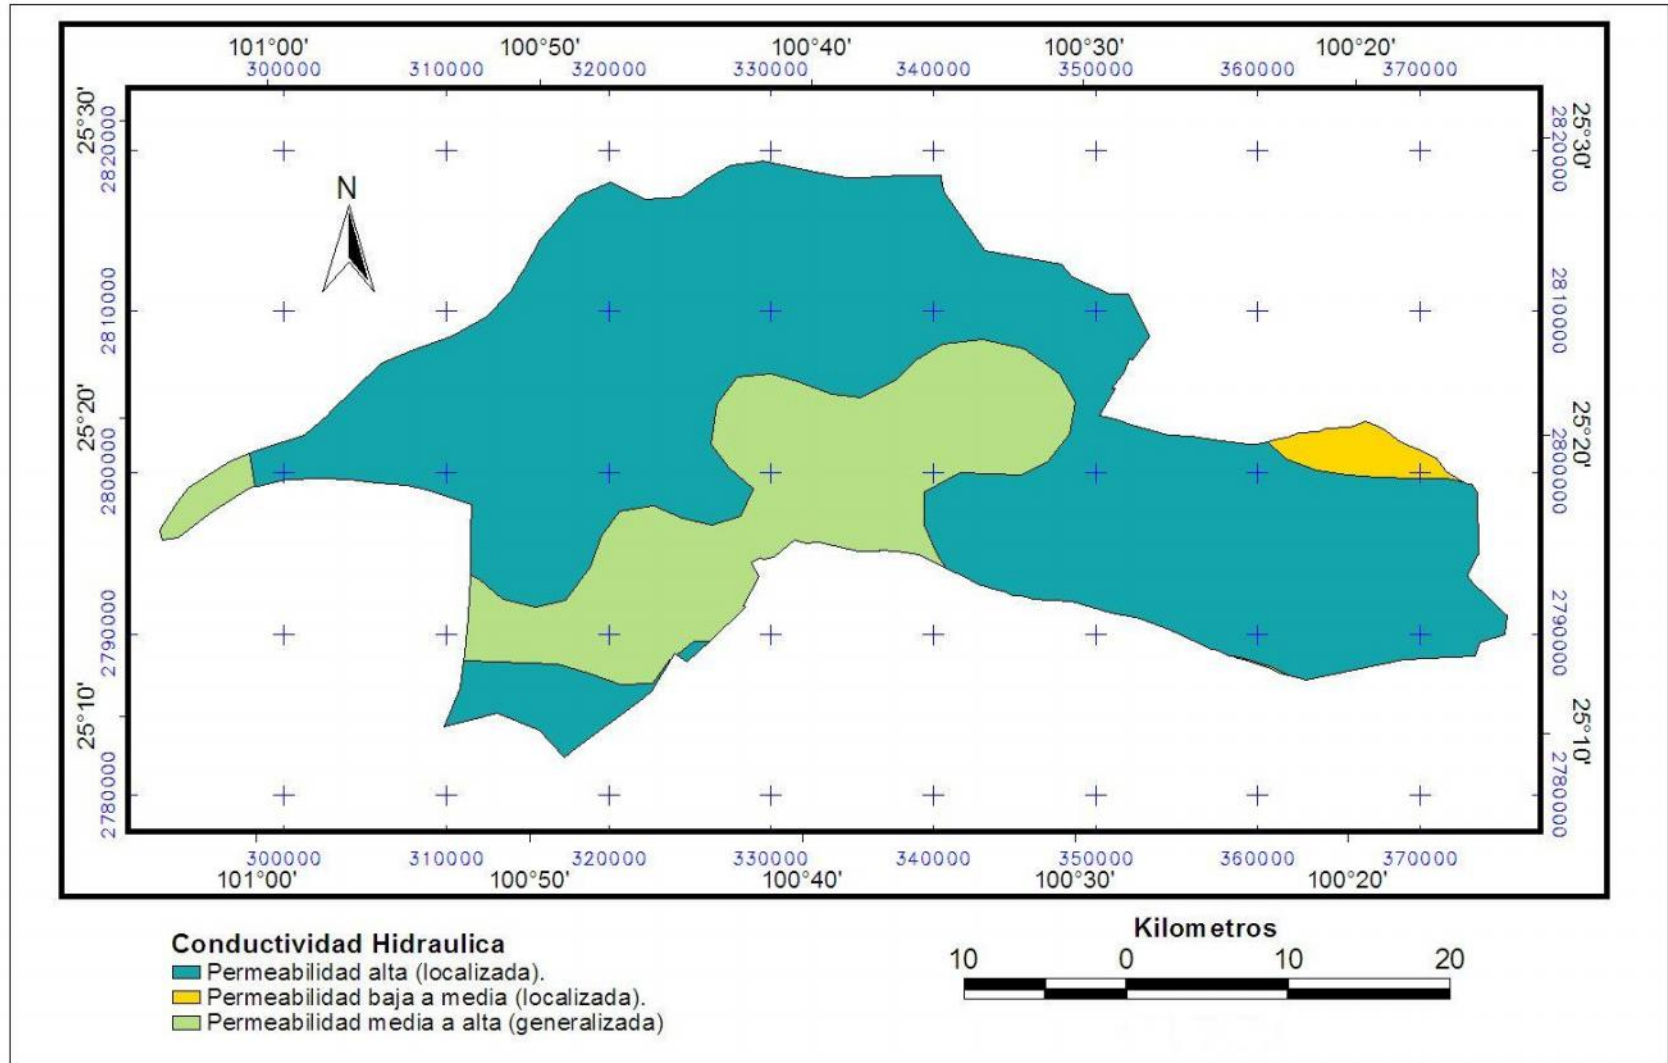 101°00' 100°50' 100°40' 100°30' 100°20'
300000 310000 320000 330000 340000 350000 360000 370000
25°30' 2820000 2820000 25°30'
N
2810000 2810000
25°20' 2800000 2800000 25°20'
2790000 2790000
25°10' 2780000 2780000 25°10'
300000 310000 320000 330000 340000 350000 360000 370000
101°00' 100°50' 100°40' 100°30' 100°20'
Conductividad Hidraulica
Permeabilidad alta (localizada).
Permeabilidad baja a media (localizada).
Permeabilidad media a alta (generalizada)
Kilometros
10 0 10 20